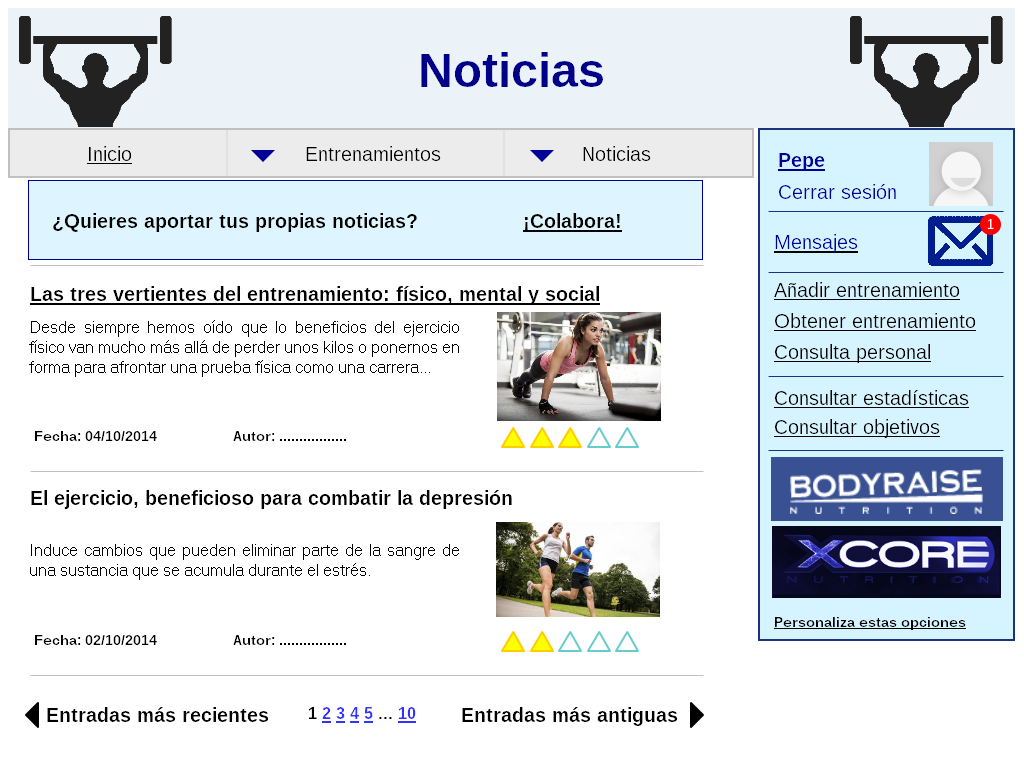 Noticias
Inicio
Entrenamientos
Noticias
¿Quieres aportar tus propias noticias?
¡Colabora!
Las tres vertientes del entrenamiento: físico, mental y social
Desde siempre hemos oído que lo beneficios del ejercicio
físico van mucho más allá de perder unos kilos o ponernos en
forma para afrontar una prueba física como una carrera...
Fecha: 04/10/2014
Autor: .................
El ejercicio, beneficioso para combatir la depresión
Induce cambios que pueden eliminar parte de la sangre de
una sustancia que se acumula durante el estrés.
Fecha: 02/10/2014
Autor: .................
Entradas más recientes
1 2 3 4 5 ... 10
Entradas más antiguas
Pepe
Cerrar sesión
Mensajes
1
Añadir entrenamiento
Obtener entrenamiento
Consulta personal
Consultar estadísticas
Consultar objetivos
BODYRAISE
NUTRITION
XCORE
NUTRITION
Personaliza estas opciones